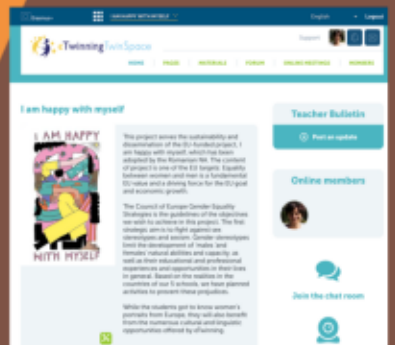 Erasmus+
I AM HAPPY WITH MYSELF
English
Logout
eTwinning TwinSpace
Support
HOME
PAGES
MATERIALS
FORUM
ONLINE MEETINGS
MEMBERS
I am happy with myself
I AM HAPPY
WITH MYSELF
This project serves the sustainability and
dissemination of the EU-funded project, I
am happy with myself, which has been
adopted by the Romanian NA. The content
of project is one of the EU targets: Equality
between women and men is a fundamental
EU value and a driving force for the EU goal
and economic growth.
The Council of Europe Gender Equality
Strategies is the guidelines of the objectives
we wish to achieve in this project. The first
strategic aim is to fight against sex
stereotypes and sexism. Gender stereotypes
limit the development of 'males' and
females' natural abilities and capacity, as
well as their educational and professional
experiences and opportunities in their lives
in general. Based on the realities in the
countries of our 5 schools, we have planned
activities to prevent these prejudices.
While the students got to know women's
portraits from Europe, they will also benefit
from the numerous cultural and linguistic
opportunities offered by eTwinning.
Teacher Bulletin
Post an update
Online members
Join the chat room